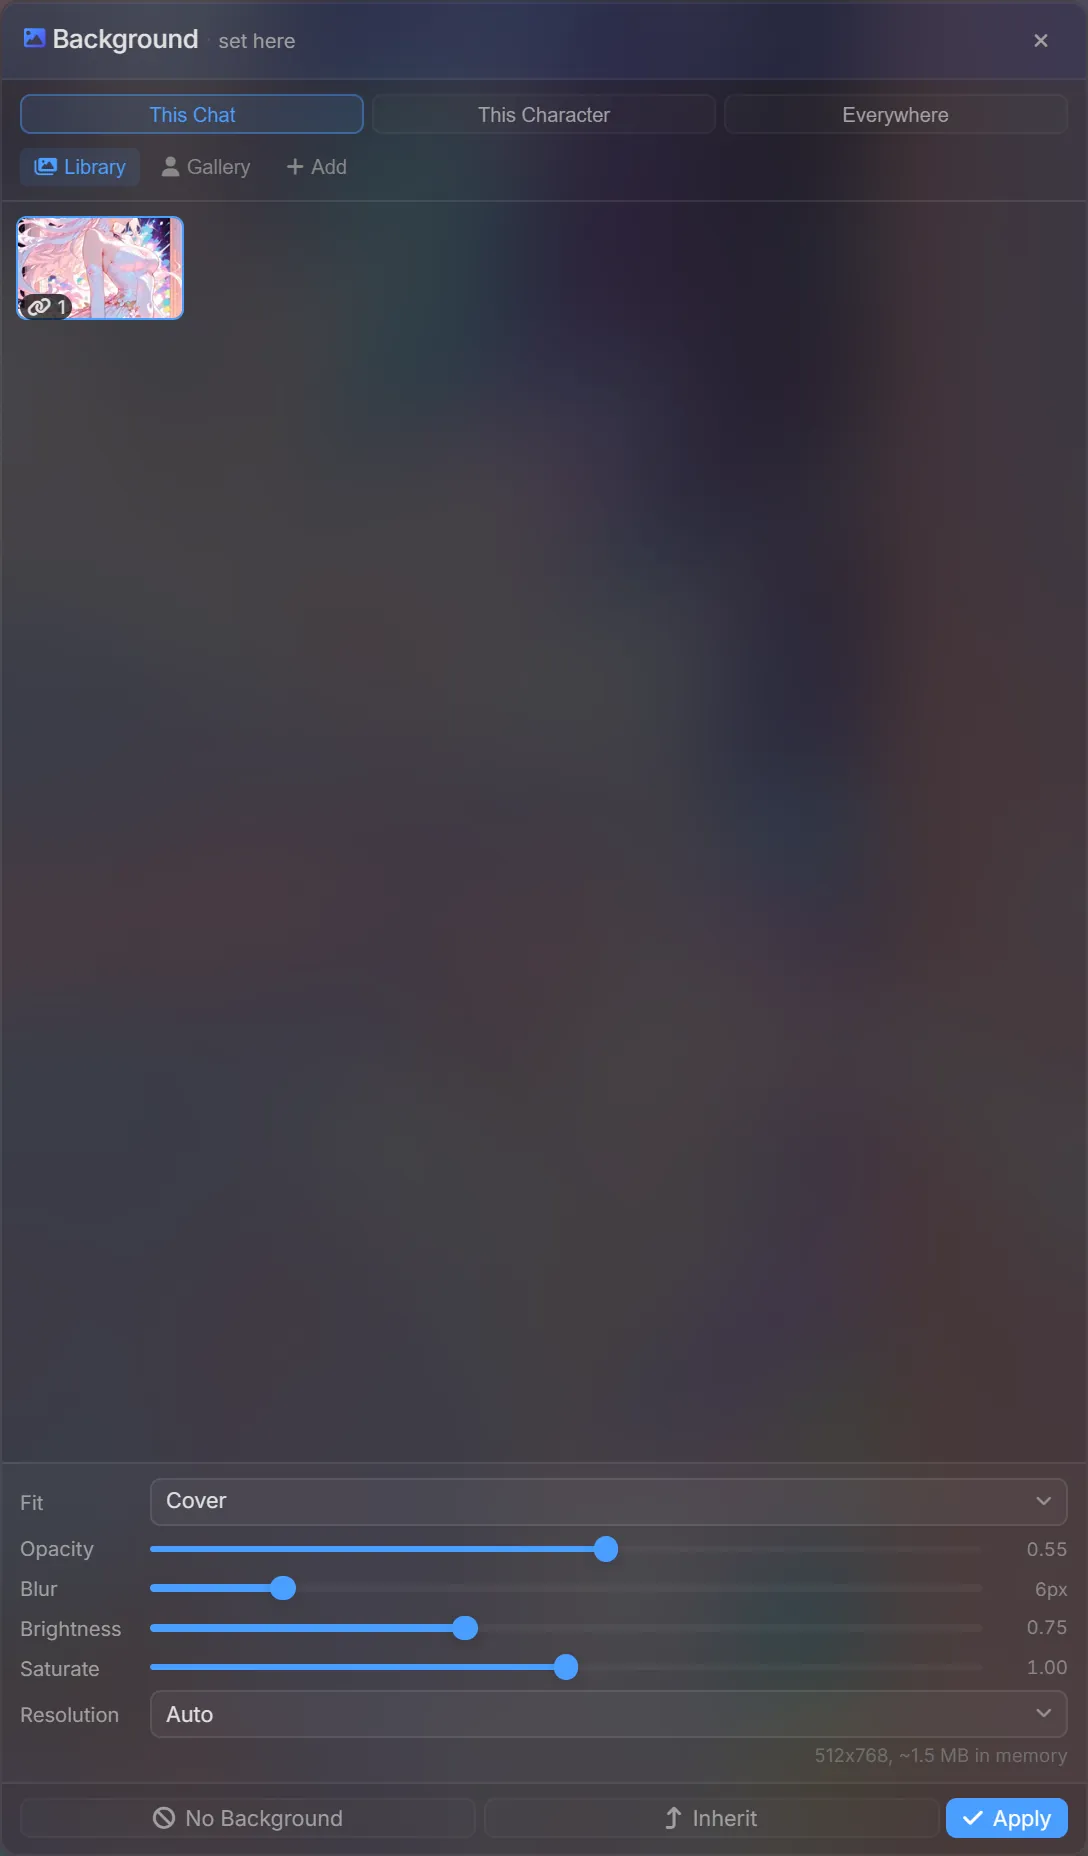 Background set here
This Chat
This Character
Everywhere
Library
Gallery
Add
1
Fit
Cover
Opacity
0.55
Blur
6px
Brightness
0.75
Saturate
1.00
Resolution
Auto
512x768, ~1.5 MB in memory
No Background
Inherit
Apply